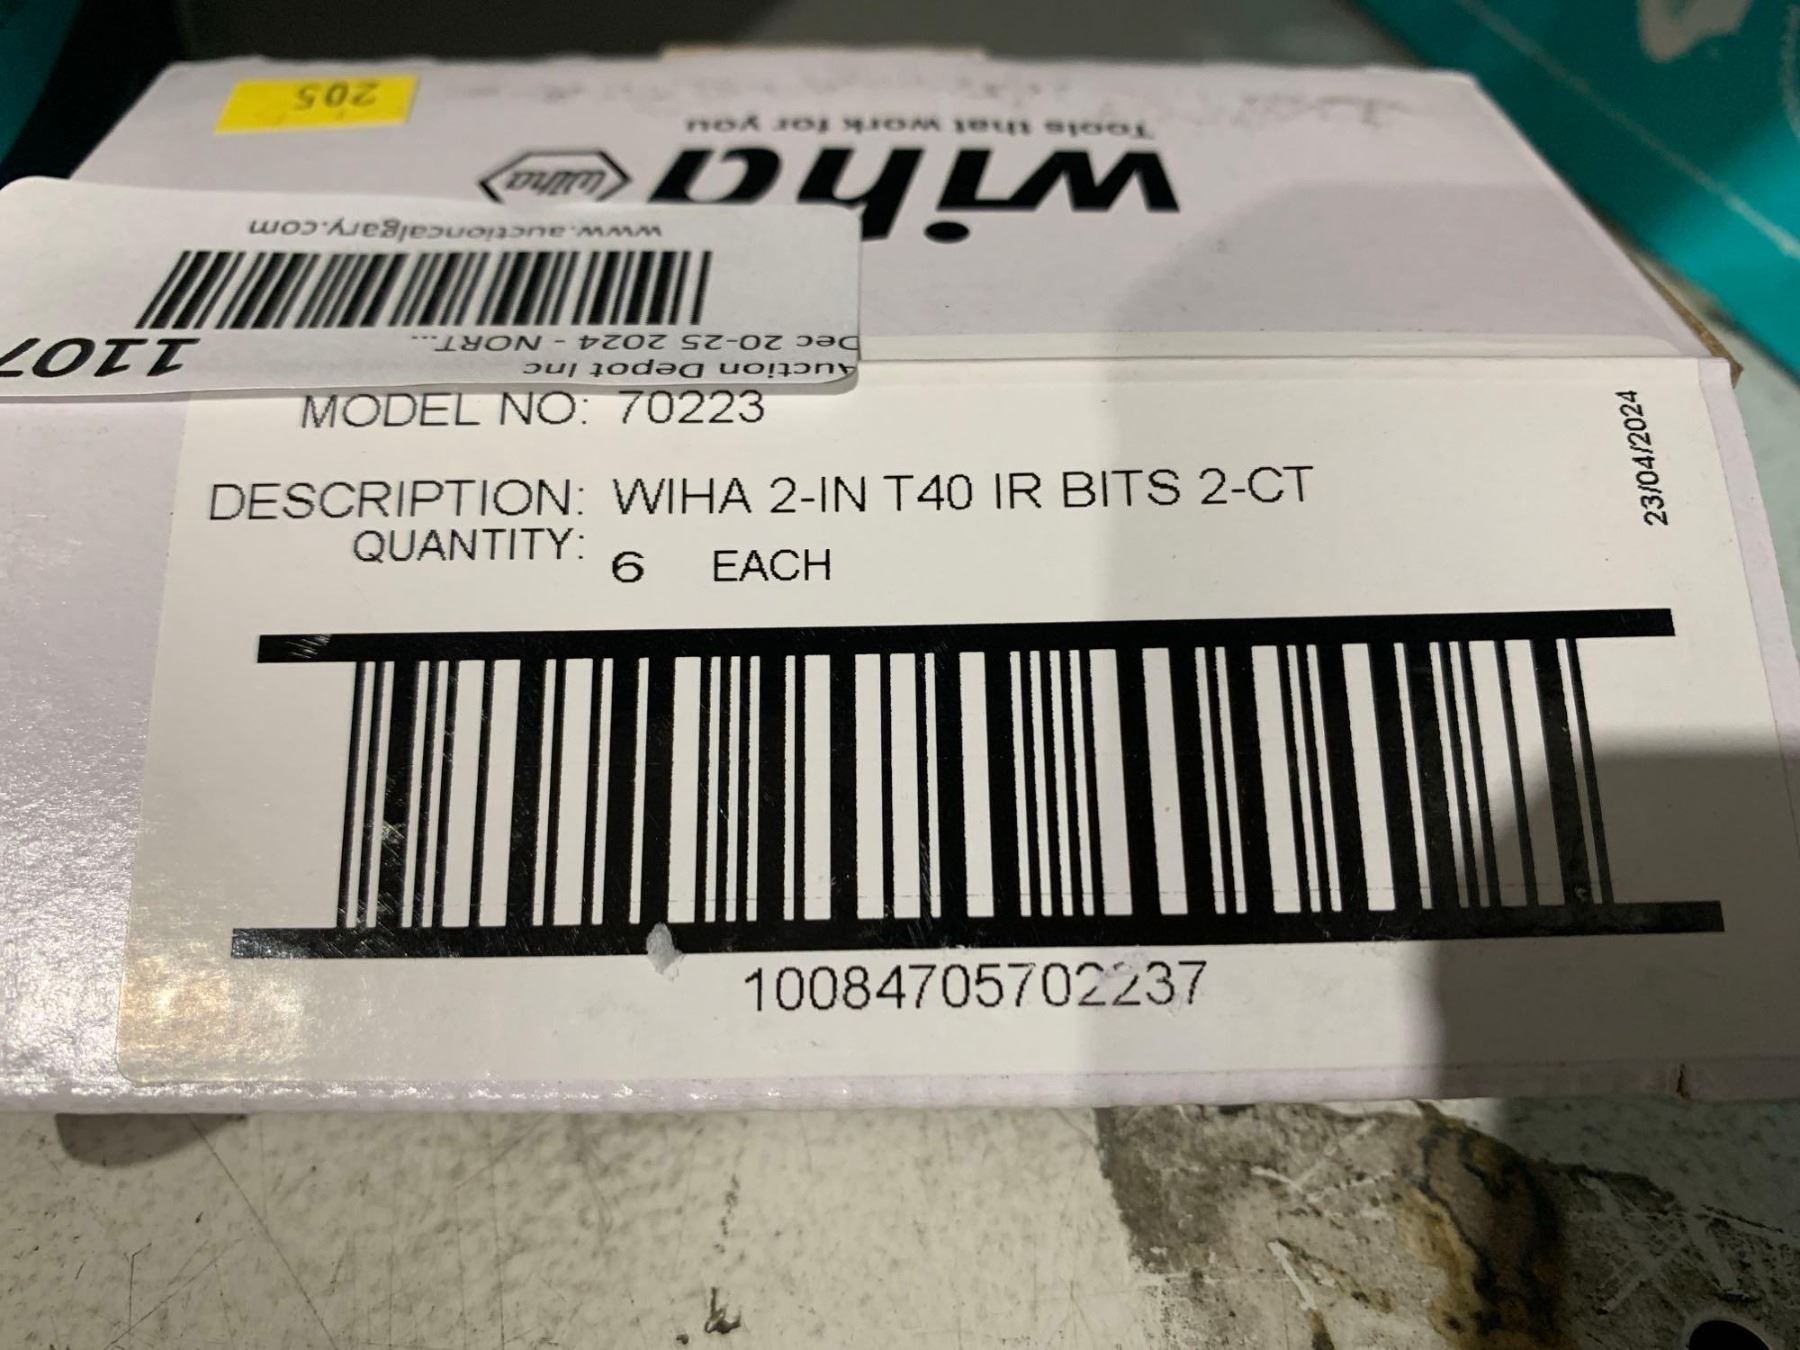 205
Tools that work for you
wiha
wiha
www.auctioncalgary.com
1107
Dec 20-25 2024 - NORT...
Auction Depot Inc
MODEL NO: 70223
23/04/2024
DESCRIPTION: WIHA 2-IN T40 IR BITS 2-CT
QUANTITY: 6 EACH
10084705702237